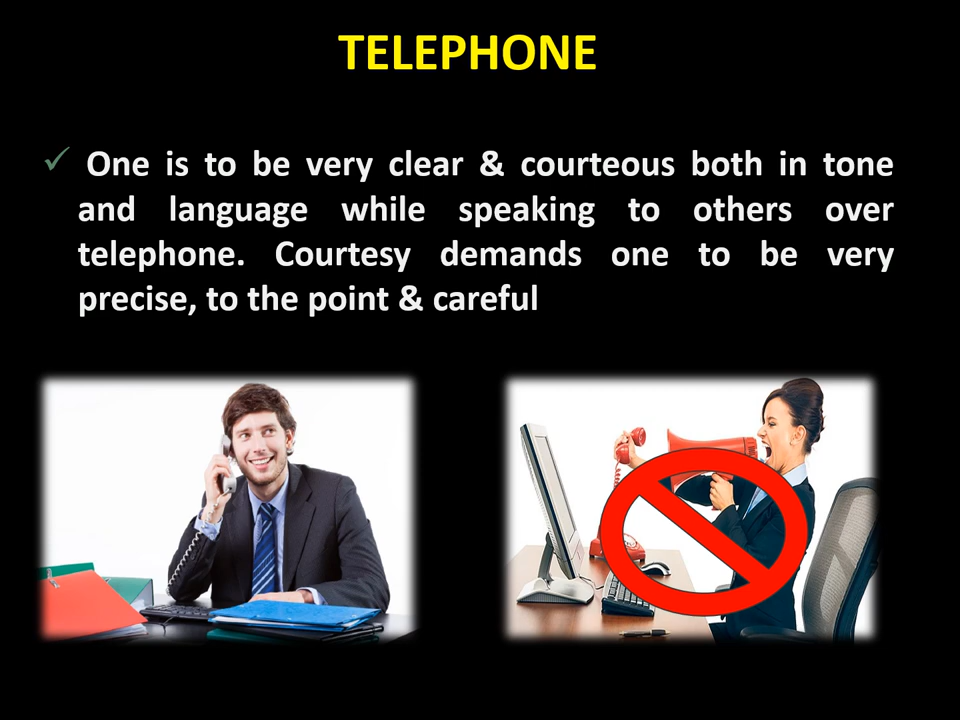 TELEPHONE
✓ One is to be very clear & courteous both in tone
and language while speaking to others over
telephone. Courtesy demands one to be very
precise, to the point & careful